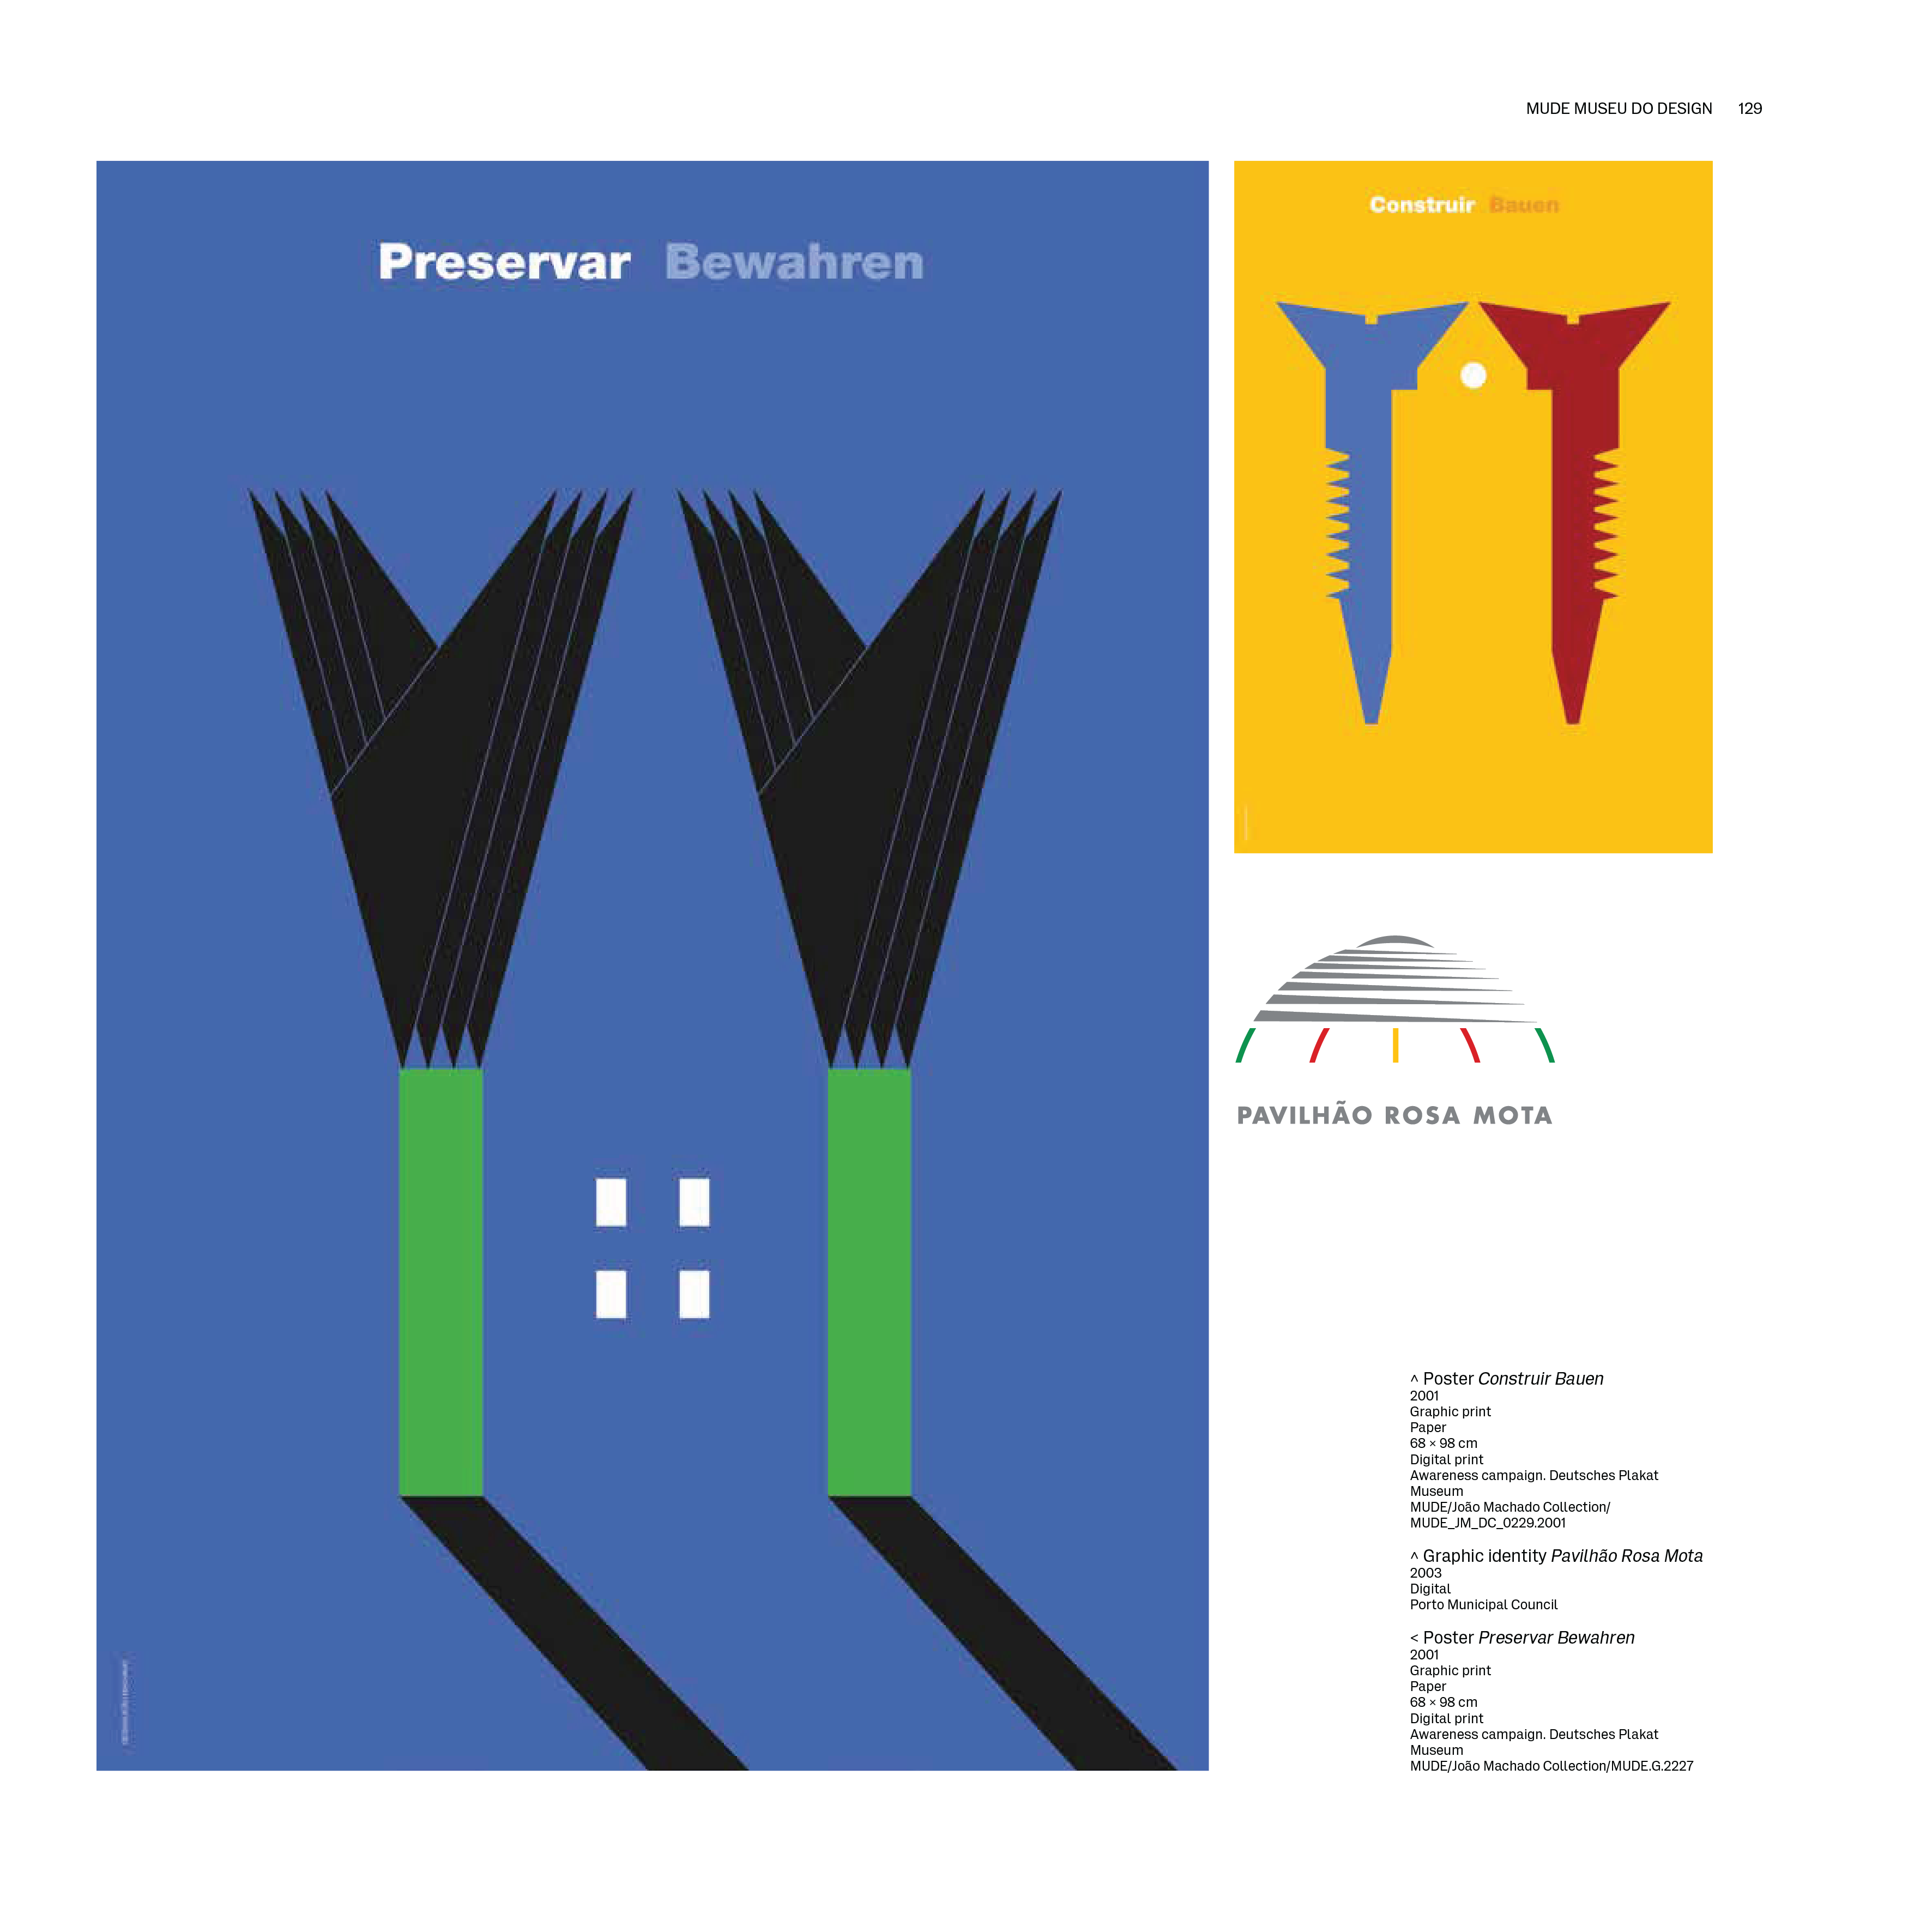 MUDE MUSEU DO DESIGN 129
Preservar Bewahren
Construir Bauen
PAVILHÃO ROSA MOTA
^ Poster Construir Bauen
2001
Graphic print
Paper
68 × 98 cm
Digital print
Awareness campaign. Deutsches Plakat
Museum
MUDE/João Machado Collection/
MUDE_JM_DC_0229.2001
^ Graphic identity Pavilhão Rosa Mota
2003
Digital
Porto Municipal Council
< Poster Preservar Bewahren
2001
Graphic print
Paper
68 × 98 cm
Digital print
Awareness campaign. Deutsches Plakat
Museum
MUDE/João Machado Collection/MUDE.G.2227